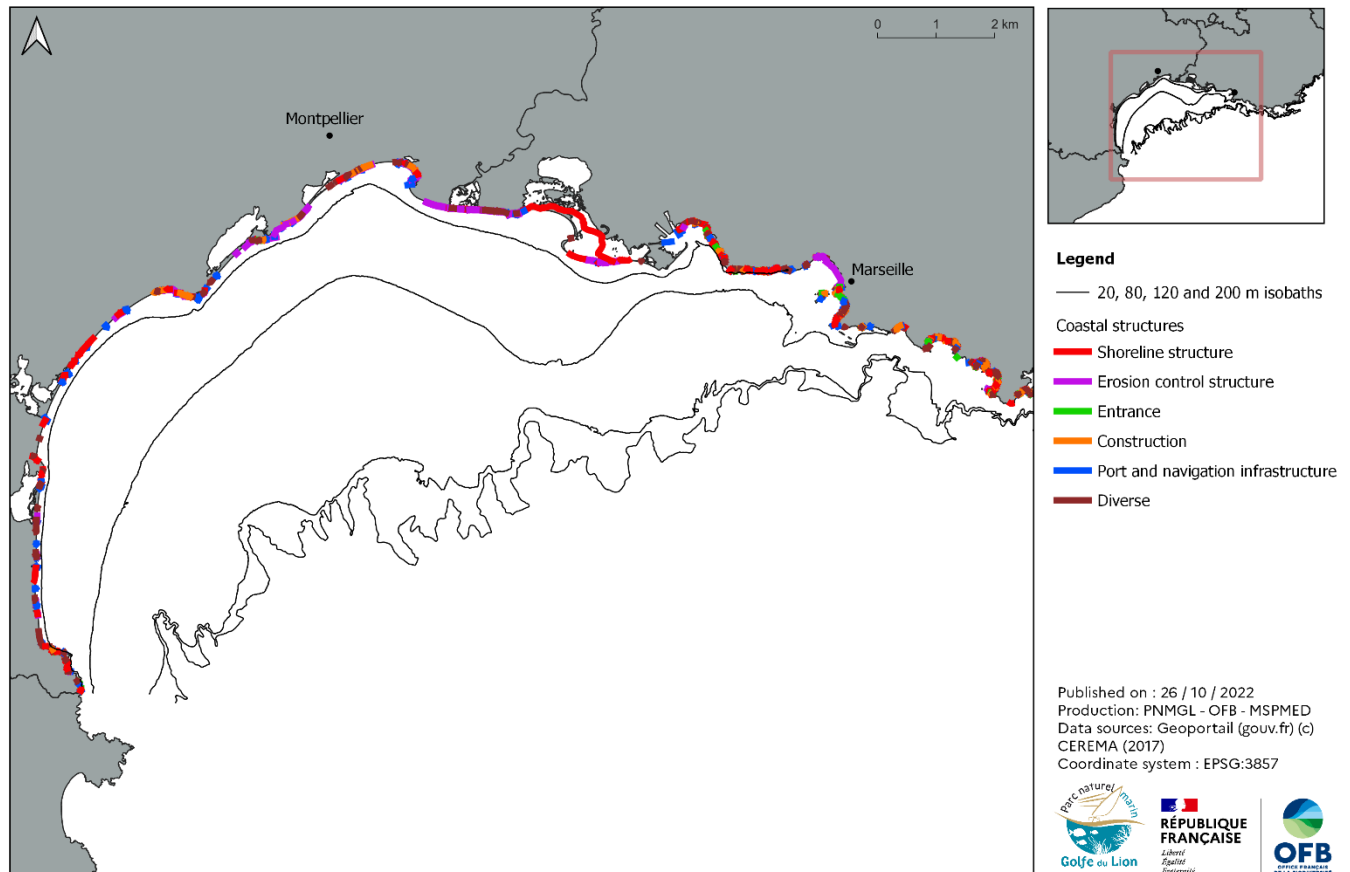 0 1 2 km
Montpellier
Marseille
Legend
20, 80, 120 and 200 m isobaths
Coastal structures
Shoreline structure
Erosion control structure
Entrance
Construction
Port and navigation infrastructure
Diverse
Published on : 26 / 10 / 2022
Production: PNMGL - OFB - MSPMED
Data sources: Geoportail (gouv.fr) (c)
CEREMA (2017)
Coordinate system : EPSG:3857
Parc naturel marin
Golfe du Lion
RÉPUBLIQUE
FRANÇAISE
Liberté
Égalité
Fraternité
OFB
OFFICE FRANÇAIS